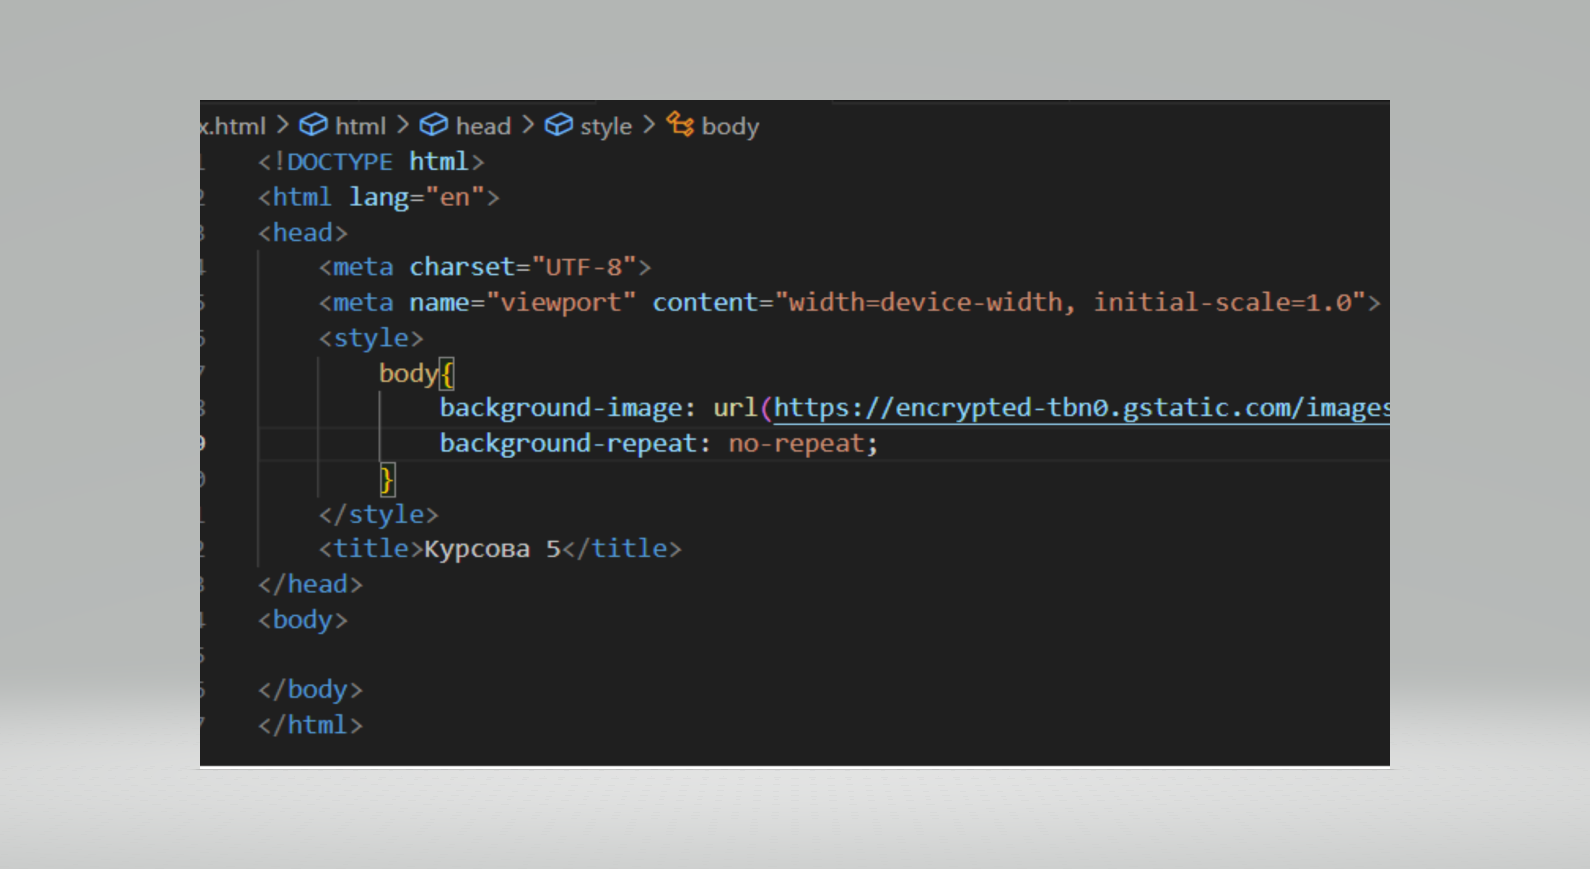 x.html > html > head > style > body
<!DOCTYPE html>
<html lang="en">
<head>
<meta charset="UTF-8">
<meta name="viewport" content="width=device-width, initial-scale=1.0">
<style>
body{
background-image: url(https://encrypted-tbn0.gstatic.com/images
background-repeat: no-repeat;
}
</style>
<title>Курсова 5</title>
</head>
<body>
</body>
</html>